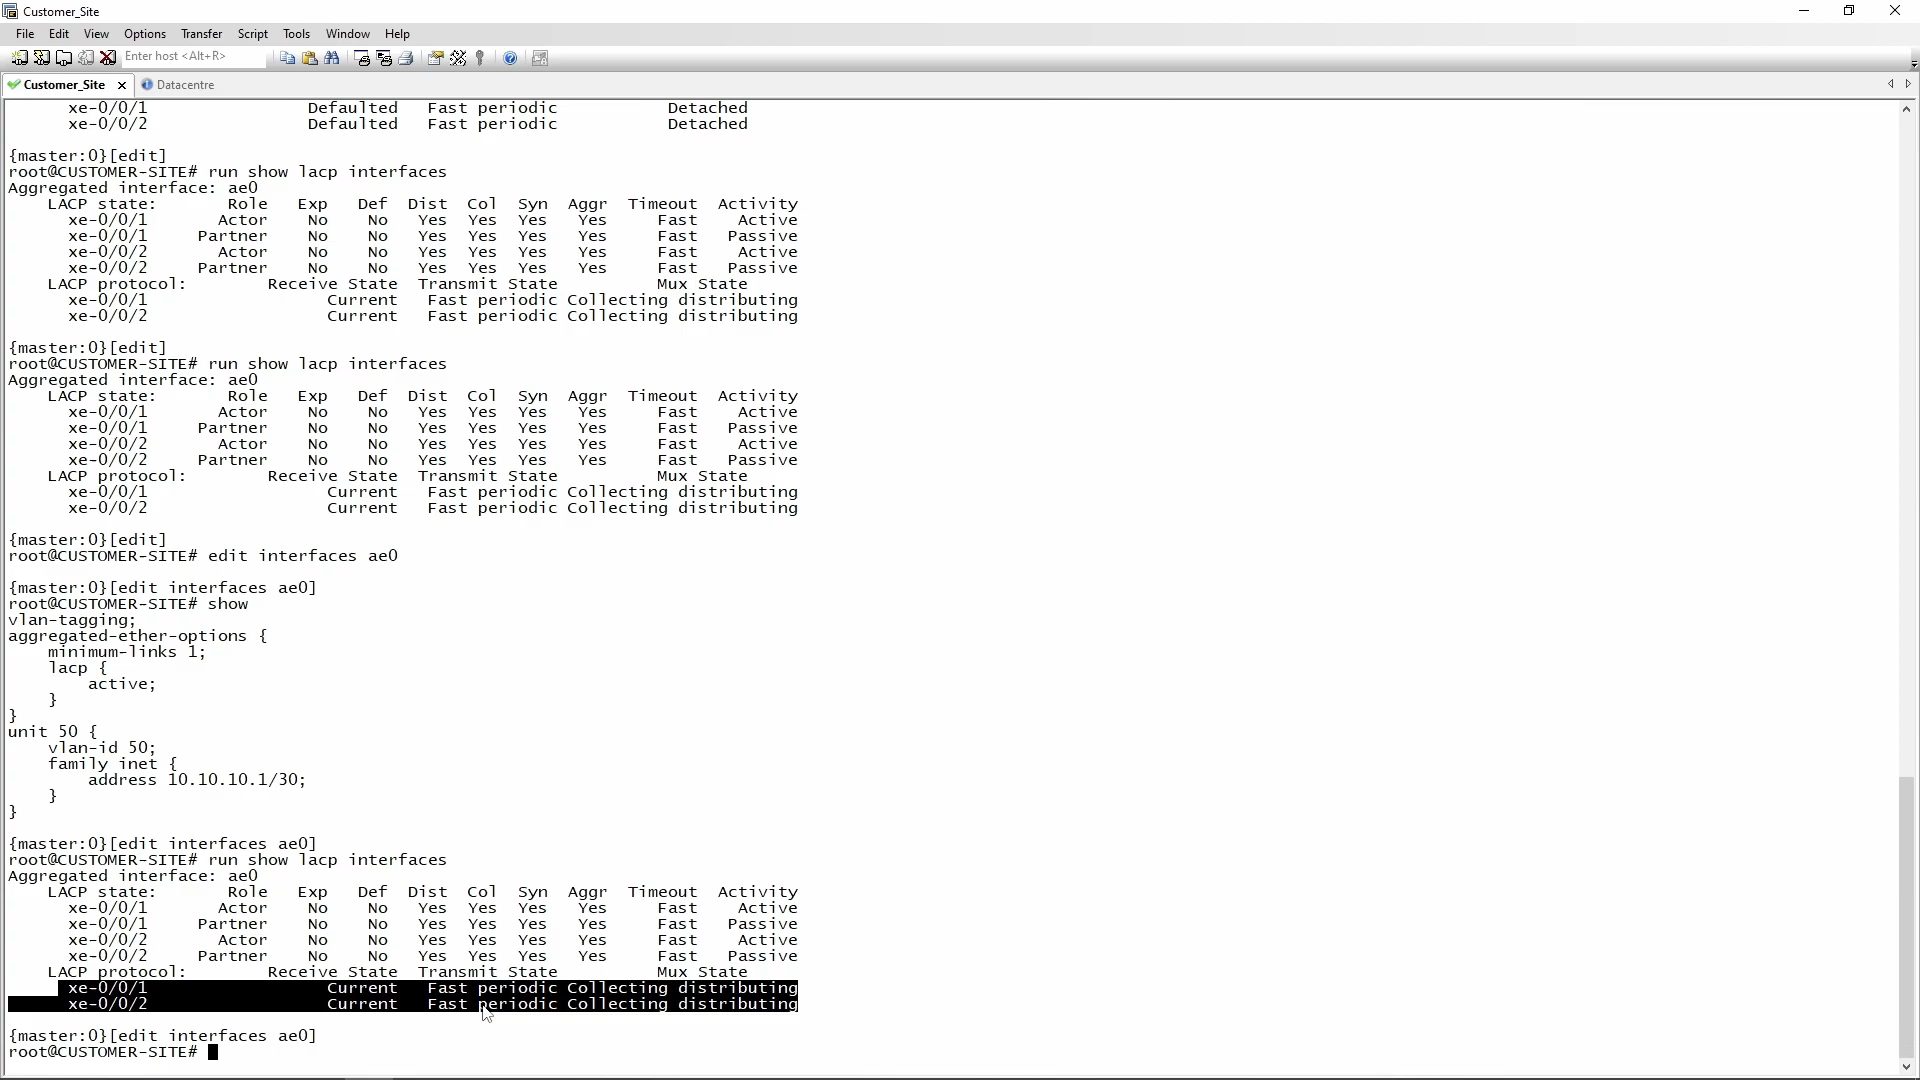 Customer_Site
File Edit View Options Transfer Script Tools Window Help
Enter host <Alt+R>
Customer_Site Datacentre
xe-0/0/1 Defaulted Fast periodic Detached
xe-0/0/2 Defaulted Fast periodic Detached
{master:0}[edit]
root@CUSTOMER-SITE# run show lacp interfaces
Aggregated interface: ae0
LACP state: Role Exp Def Dist Col Syn Aggr Timeout Activity
xe-0/0/1 Actor No No Yes Yes Yes Yes Fast Active
xe-0/0/1 Partner No No Yes Yes Yes Yes Fast Passive
xe-0/0/2 Actor No No Yes Yes Yes Yes Fast Active
xe-0/0/2 Partner No No Yes Yes Yes Yes Fast Passive
LACP protocol: Receive State Transmit State Mux State
xe-0/0/1 Current Fast periodic Collecting distributing
xe-0/0/2 Current Fast periodic Collecting distributing
{master:0}[edit]
root@CUSTOMER-SITE# run show lacp interfaces
Aggregated interface: ae0
LACP state: Role Exp Def Dist Col Syn Aggr Timeout Activity
xe-0/0/1 Actor No No Yes Yes Yes Yes Fast Active
xe-0/0/1 Partner No No Yes Yes Yes Yes Fast Passive
xe-0/0/2 Actor No No Yes Yes Yes Yes Fast Active
xe-0/0/2 Partner No No Yes Yes Yes Yes Fast Passive
LACP protocol: Receive State Transmit State Mux State
xe-0/0/1 Current Fast periodic Collecting distributing
xe-0/0/2 Current Fast periodic Collecting distributing
{master:0}[edit]
root@CUSTOMER-SITE# edit interfaces ae0
{master:0}[edit interfaces ae0]
root@CUSTOMER-SITE# show
vlan-tagging;
aggregated-ether-options {
minimum-links 1;
lacp {
active;
}
}
unit 50 {
vlan-id 50;
family inet {
address 10.10.10.1/30;
}
}
{master:0}[edit interfaces ae0]
root@CUSTOMER-SITE# run show lacp interfaces
Aggregated interface: ae0
LACP state: Role Exp Def Dist Col Syn Aggr Timeout Activity
xe-0/0/1 Actor No No Yes Yes Yes Yes Fast Active
xe-0/0/1 Partner No No Yes Yes Yes Yes Fast Passive
xe-0/0/2 Actor No No Yes Yes Yes Yes Fast Active
xe-0/0/2 Partner No No Yes Yes Yes Yes Fast Passive
LACP protocol: Receive State Transmit State Mux State
xe-0/0/1 Current Fast periodic Collecting distributing
xe-0/0/2 Current Fast periodic Collecting distributing
{master:0}[edit interfaces ae0]
root@CUSTOMER-SITE#